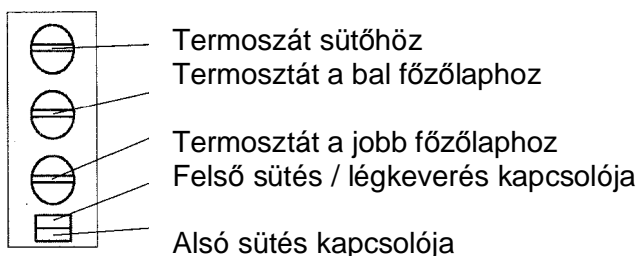 Termoszát sütőhöz
Termosztát a bal főzőlaphoz
Termosztát a jobb főzőlaphoz
Felső sütés / légkeverés kapcsolója
Alsó sütés kapcsolója